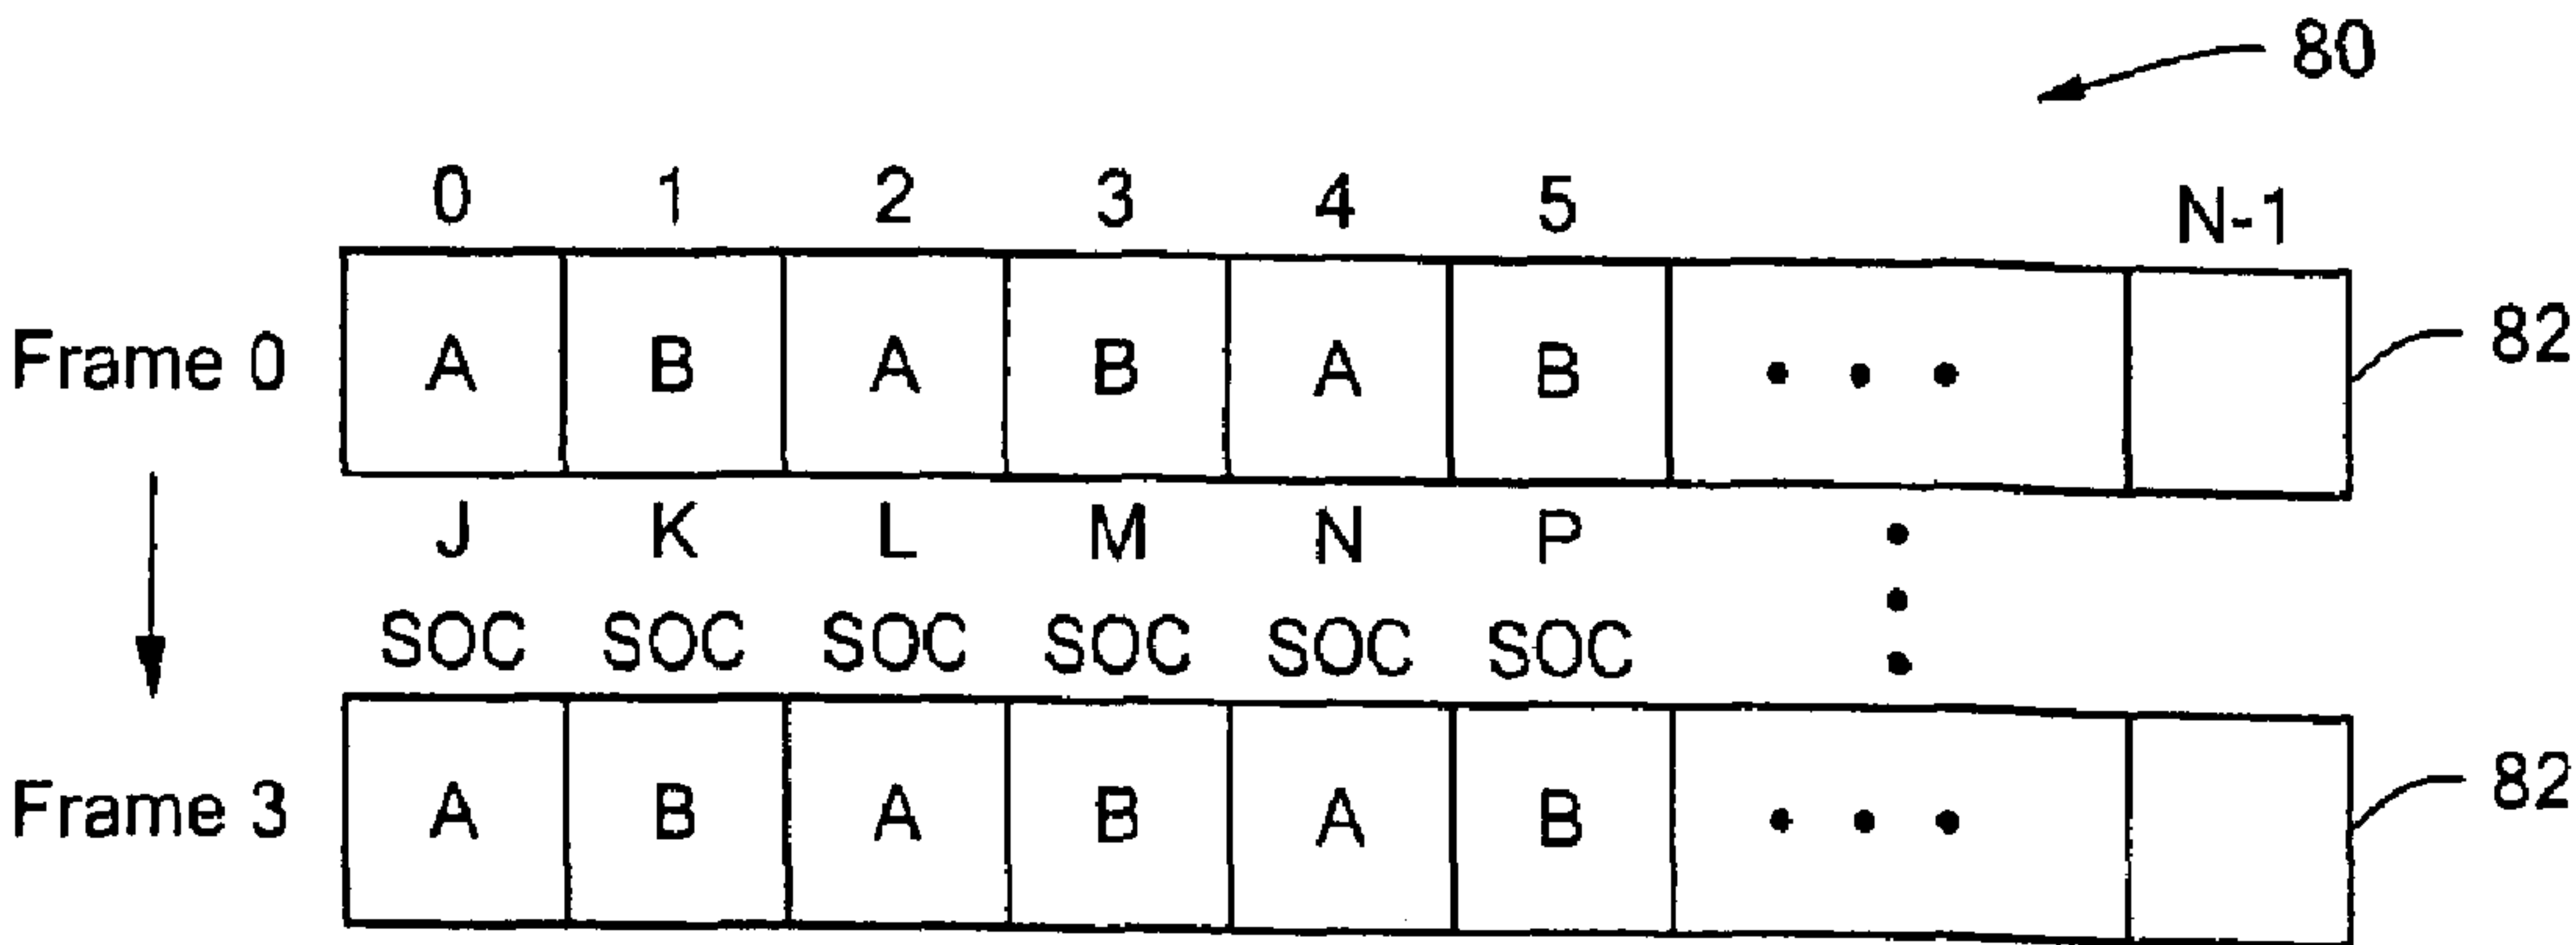 80
0 1 2 3 4 5 N-1
Frame 0 A B A B A B • • • 82
J K L M N P
SOC SOC SOC SOC SOC SOC
Frame 3 A B A B A B • • • 82